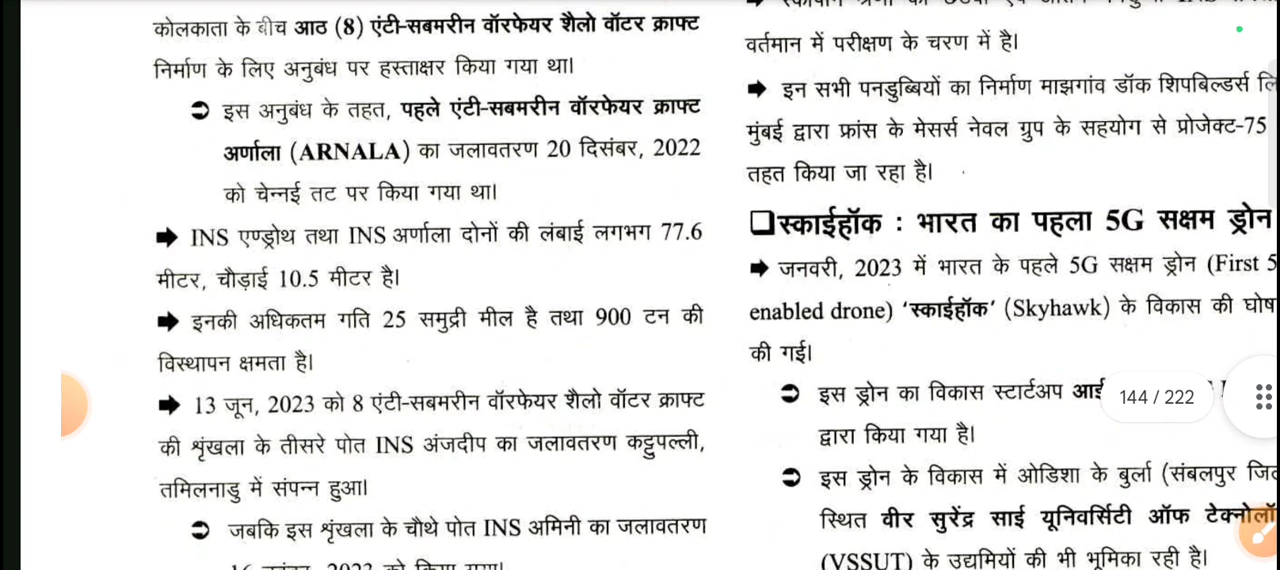 कोलकाता के बीच आठ (8) एंटी-सबमरीन वॉरफेयर शैलो वॉटर क्राफ्ट
निर्माण के लिए अनुबंध पर हस्ताक्षर किया गया था।
➲ इस अनुबंध के तहत, पहले एंटी-सबमरीन वॉरफेयर क्राफ्ट
अर्णाला (ARNALA) का जलावतरण 20 दिसंबर, 2022
को चेन्नई तट पर किया गया था।
➡ INS एण्ड्रोथ तथा INS अर्णाला दोनों की लंबाई लगभग 77.6
मीटर, चौड़ाई 10.5 मीटर है।
➡ इनकी अधिकतम गति 25 समुद्री मील है तथा 900 टन की
विस्थापन क्षमता है।
➡ 13 जून, 2023 को 8 एंटी-सबमरीन वॉरफेयर शैलो वॉटर क्राफ्ट
की शृंखला के तीसरे पोत INS अंजदीप का जलावतरण कट्टुपल्ली,
तमिलनाडु में संपन्न हुआ।
➲ जबकि इस शृंखला के चौथे पोत INS अमिनी का जलावतरण
2023 को किया गया।
वर्तमान में परीक्षण के चरण में है।
➡ इन सभी पनडुब्बियों का निर्माण माझगांव डॉक शिपबिल्डर्स लि
मुंबई द्वारा फ्रांस के मेसर्स नेवल ग्रुप के सहयोग से प्रोजेक्ट-75
तहत किया जा रहा है।
❑स्काईहॉक : भारत का पहला 5G सक्षम ड्रोन
➡ जनवरी, 2023 में भारत के पहले 5G सक्षम ड्रोन (First 5
enabled drone) ‘स्काईहॉक’ (Skyhawk) के विकास की घोष
की गई।
➲ इस ड्रोन का विकास स्टार्टअप आई
144 / 222
द्वारा किया गया है।
➲ इस ड्रोन के विकास में ओडिशा के बुर्ला (संबलपुर जिल
स्थित वीर सुरेंद्र साई यूनिवर्सिटी ऑफ टेक्नोलॉ
(VSSUT) के उद्यमियों की भी भूमिका रही है।